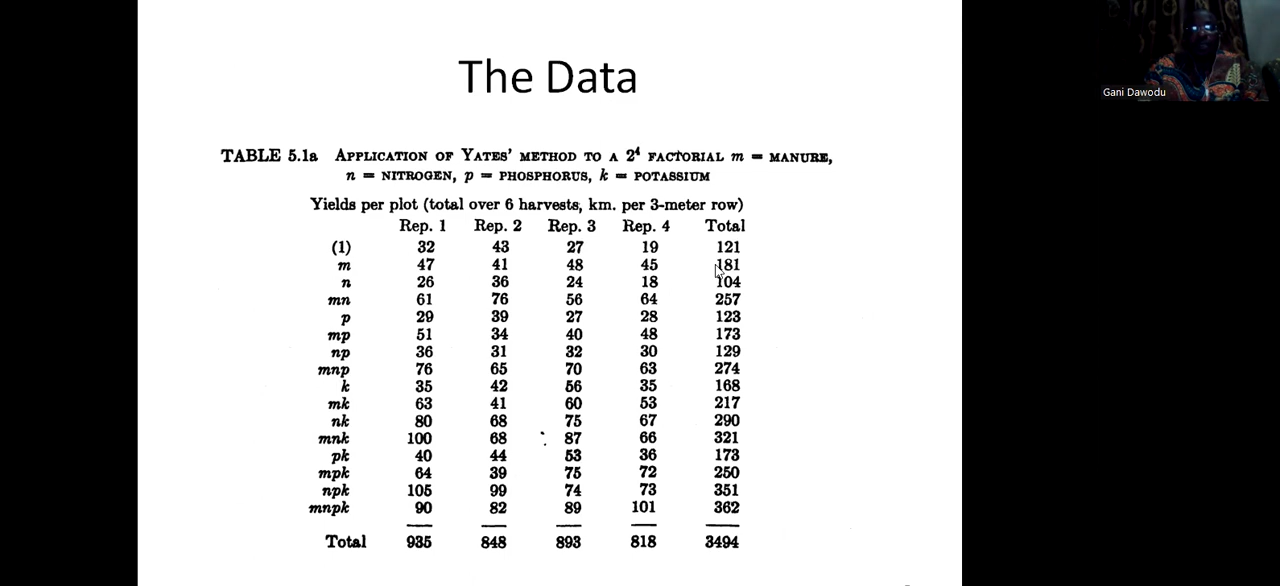 The Data
Gani Dawodu
TABLE 5.1a APPLICATION OF YATES' METHOD TO A 2⁴ FACTORIAL m = MANURE,
n = NITROGEN, p = PHOSPHORUS, k = POTASSIUM
Yields per plot (total over 6 harvests, km. per 3-meter row)
Rep. 1 Rep. 2 Rep. 3 Rep. 4 Total
(1) 32 43 27 19 121
m 47 41 48 45 181
n 26 36 24 18 104
mn 61 76 56 64 257
p 29 39 27 28 123
mp 51 34 40 48 173
np 36 31 32 30 129
mnp 76 65 70 63 274
k 35 42 56 35 168
mk 63 41 60 53 217
nk 80 68 75 67 290
mnk 100 68 87 66 321
pk 40 44 53 36 173
mpk 64 39 75 72 250
npk 105 99 74 73 351
mnpk 90 82 89 101 362
Total 935 848 893 818 3494